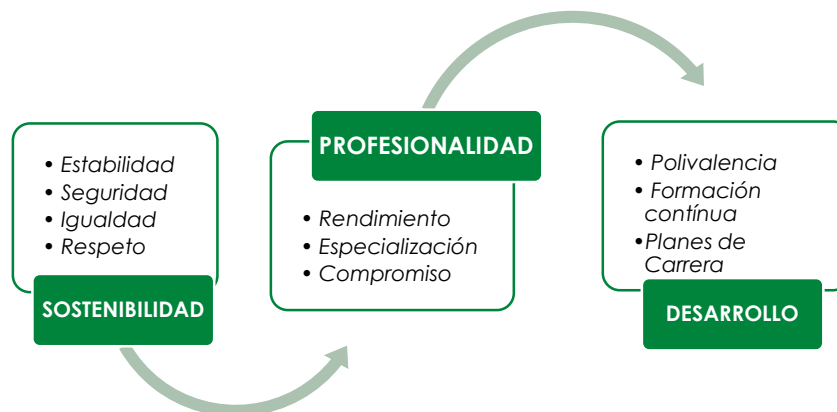 • Estabilidad
• Seguridad
• Igualdad
• Respeto
SOSTENIBILIDAD
PROFESIONALIDAD
• Rendimiento
• Especialización
• Compromiso
• Polivalencia
• Formación
contínua
•Planes de
Carrera
DESARROLLO